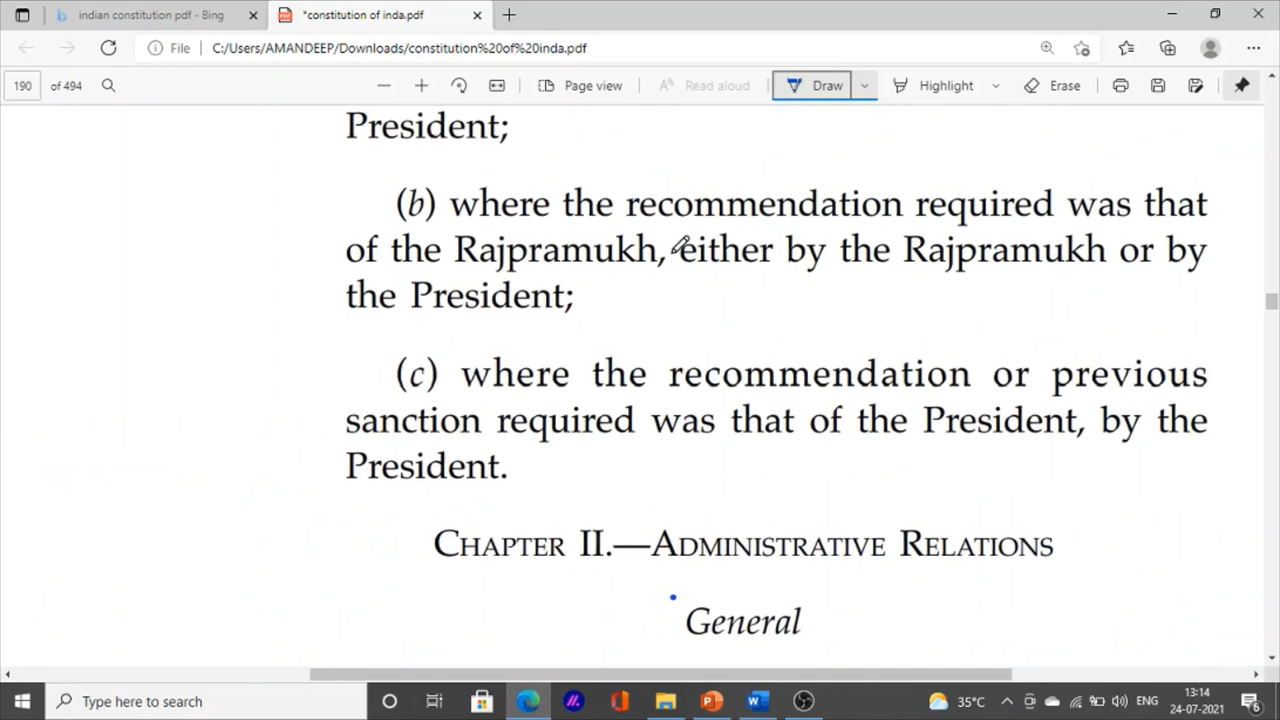 indian constitution pdf - Bing
*constitution of inda.pdf
File
C:/Users/AMANDEEP/Downloads/constitution%20of%20inda.pdf
190 of 494
Page view
Read aloud
Draw
Highlight
Erase
President;
(b) where the recommendation required was that
of the Rajpramukh, either by the Rajpramukh or by
the President;
(c) where the recommendation or previous
sanction required was that of the President, by the
President.
CHAPTER II.—ADMINISTRATIVE RELATIONS
General
Type here to search
35°C
ENG
13:14
24-07-2021
6